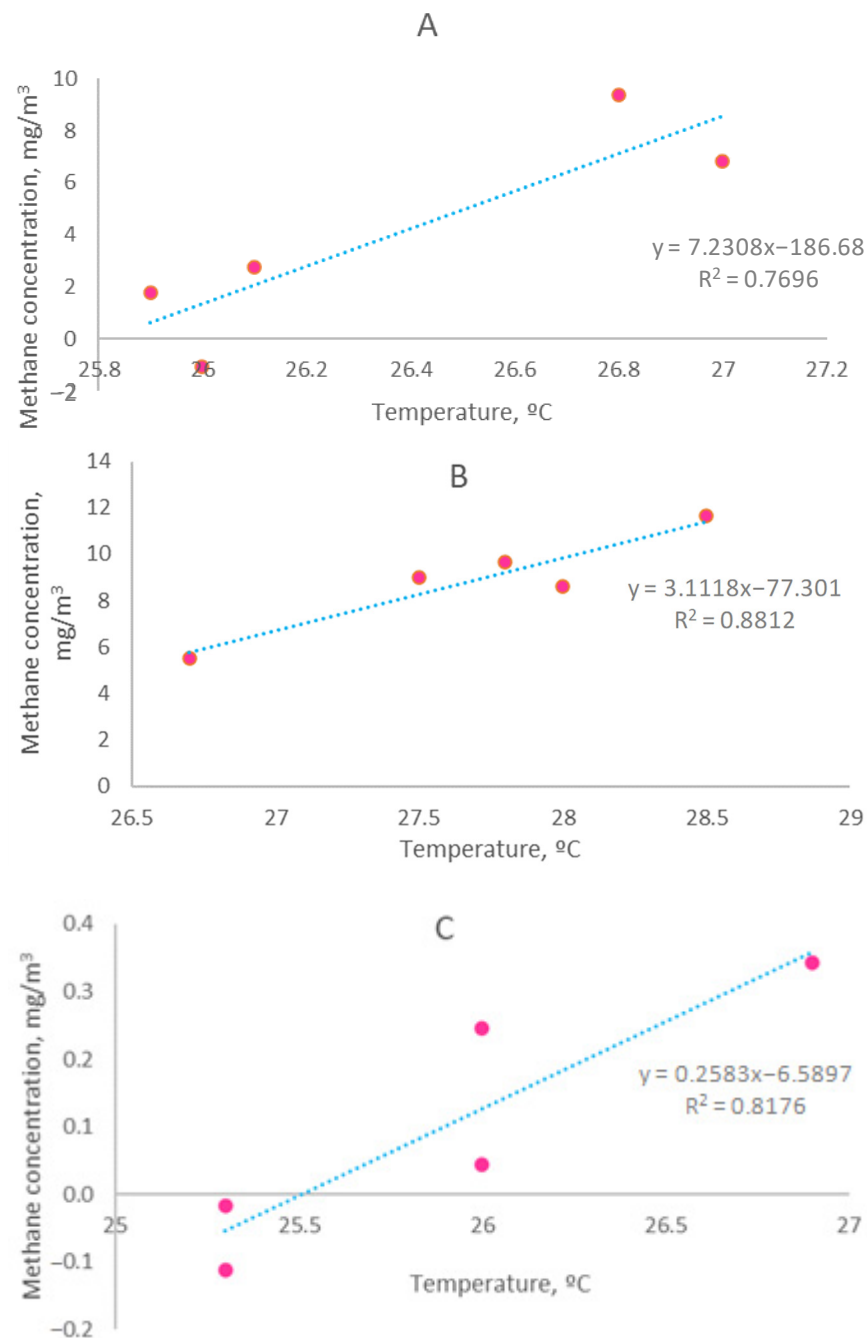 A
Methane concentration, mg/m³
10
8
6
4
2
0
−2
25.8 26 26.2 26.4 26.6 26.8 27 27.2
Temperature, ºC
y = 7.2308x−186.68
R² = 0.7696
B
Methane concentration,
mg/m³
14
12
10
8
6
4
2
0
26.5 27 27.5 28 28.5 29
Temperature, ºC
y = 3.1118x−77.301
R² = 0.8812
C
Methane concentration, mg/m³
0.4
0.3
0.2
0.1
0.0
−0.1
−0.2
25 25.5 26 26.5 27
Temperature, ºC
y = 0.2583x−6.5897
R² = 0.8176